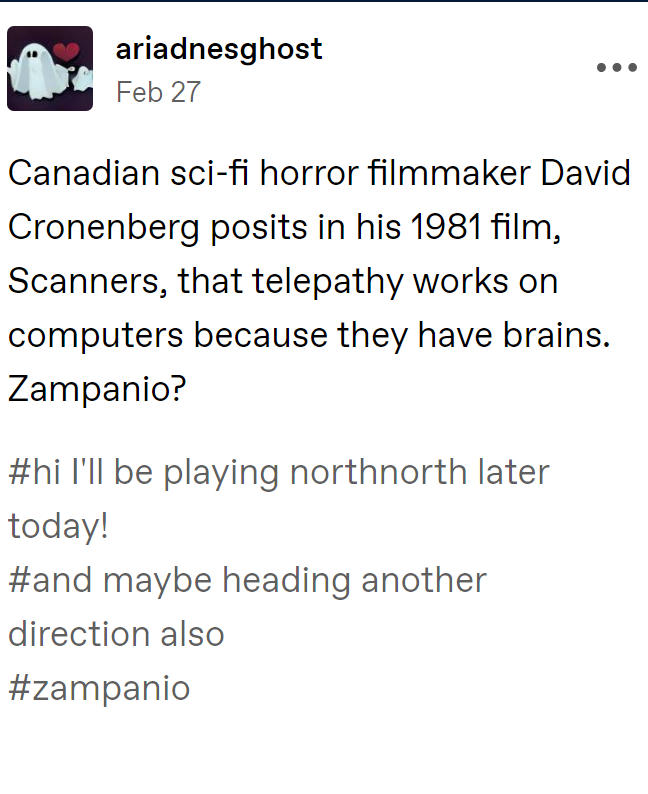 ariadnesghost
Feb 27
Canadian sci-fi horror filmmaker David
Cronenberg posits in his 1981 film,
Scanners, that telepathy works on
computers because they have brains.
Zampanio?
#hi I'll be playing northnorth later
today!
#and maybe heading another
direction also
#zampanio